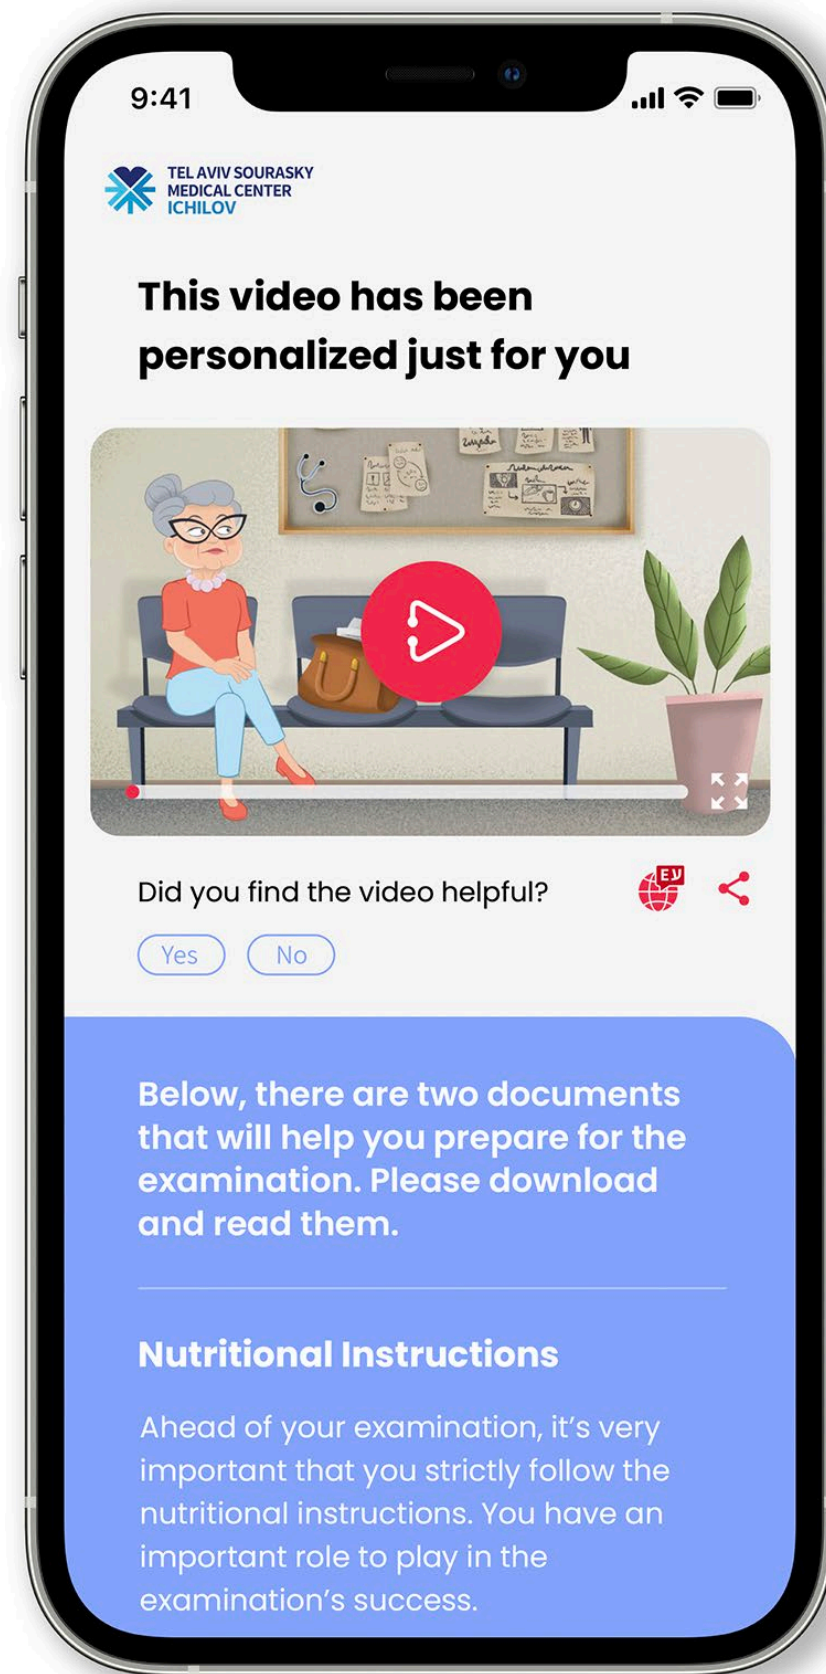 9:41
TEL AVIV SOURASKY
MEDICAL CENTER
ICHILOV
This video has been
personalized just for you
Did you find the video helpful?
Eע
Yes
No
Below, there are two documents
that will help you prepare for the
examination. Please download
and read them.
Nutritional Instructions
Ahead of your examination, it’s very
important that you strictly follow the
nutritional instructions. You have an
important role to play in the
examination’s success.